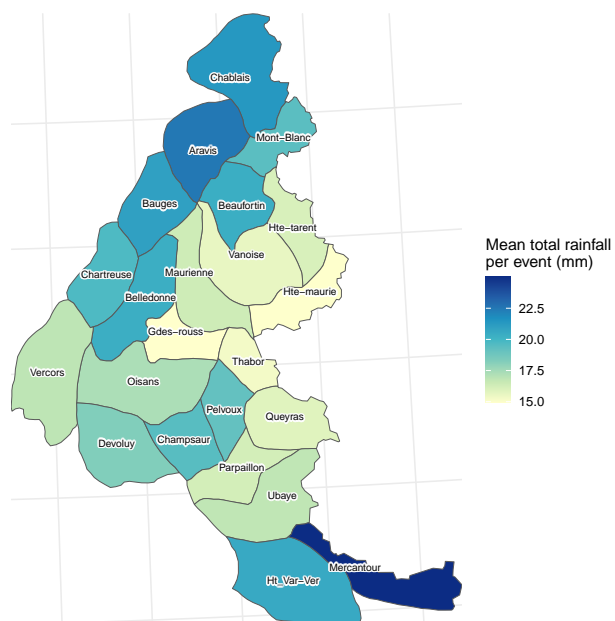 Chablais
Mont−Blanc
Aravis
Bauges
Beaufortin
Hte−tarent
Vanoise
Chartreuse
Maurienne
Hte−maurie
Belledonne
Gdes−rouss
Thabor
Vercors
Oisans
Pelvoux
Queyras
Devoluy
Champsaur
Parpaillon
Ubaye
Mercantour
Ht_Var−Ver
Mean total rainfall
per event (mm)
22.5
20.0
17.5
15.0